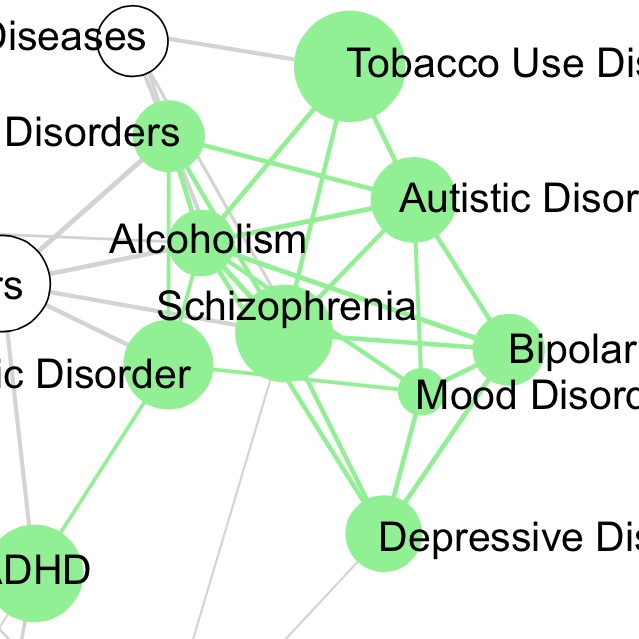 Diseases
Tobacco Use Dis
Disorders
Autistic Disor
Alcoholism
rs
Schizophrenia
Bipolar
ic Disorder
Mood Disord
Depressive Dis
ADHD